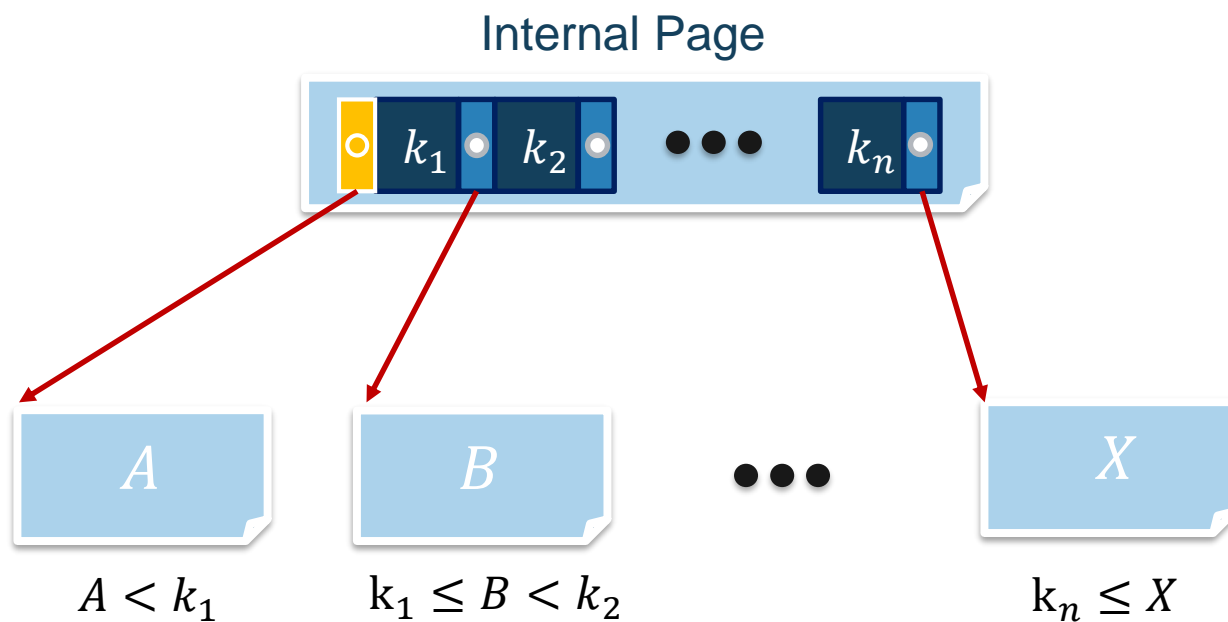 Internal Page
k₁ k₂ ••• kₙ
A B ••• X
A < k₁ k₁ ≤ B < k₂ kₙ ≤ X